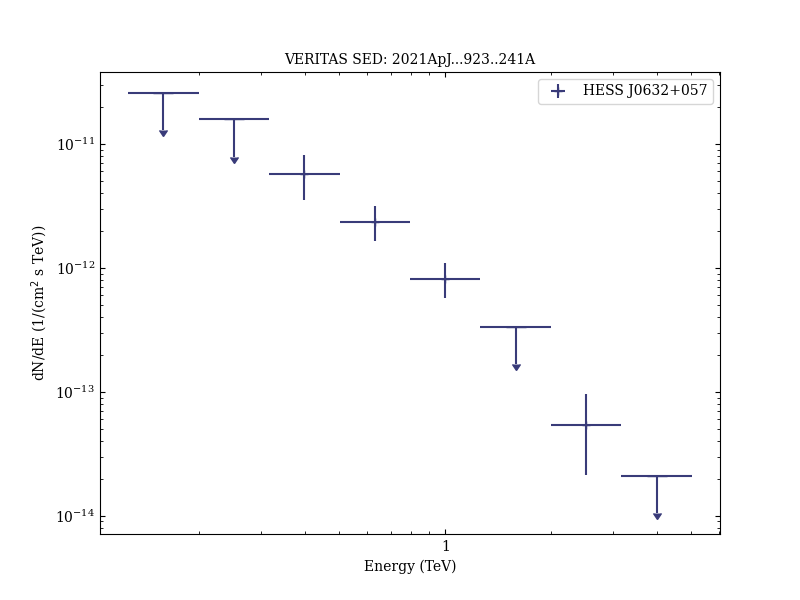 VERITAS SED: 2021ApJ...923..241A
HESS J0632+057
10⁻¹¹
10⁻¹²
10⁻¹³
10⁻¹⁴
dN/dE (1/(cm² s TeV))
1
Energy (TeV)